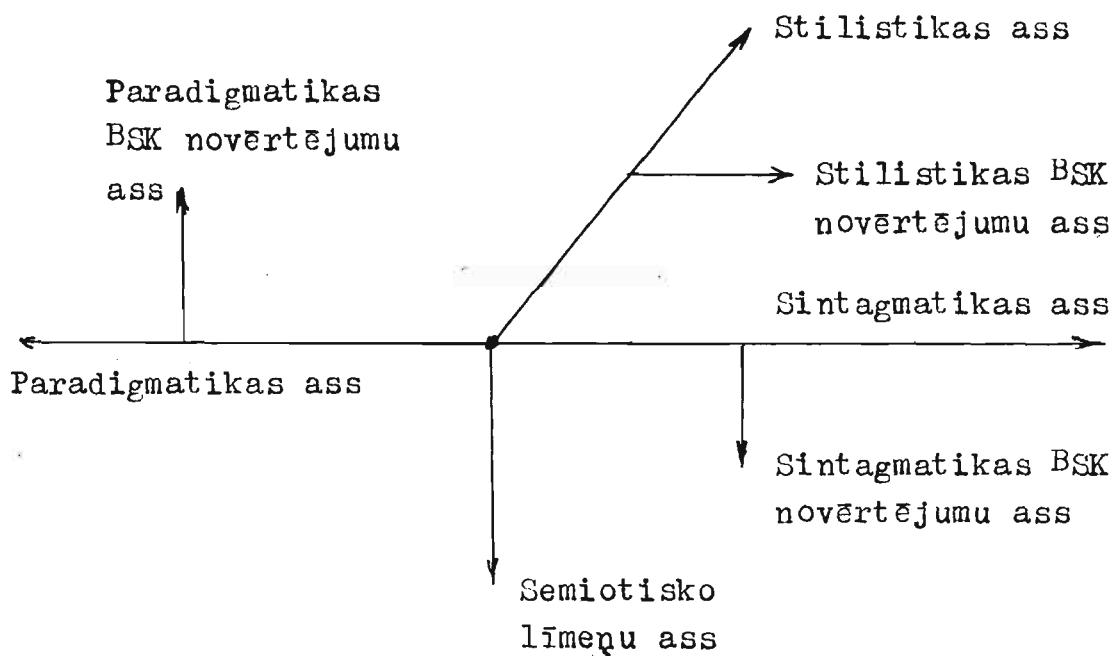 Stilistikas ass
Paradigmatikas
BSK novērtējumu
ass
Stilistikas BSK
novērtējumu ass
Sintagmatikas ass
Paradigmatikas ass
Sintagmatikas BSK
novērtējumu ass
Semiotisko
līmeņu ass